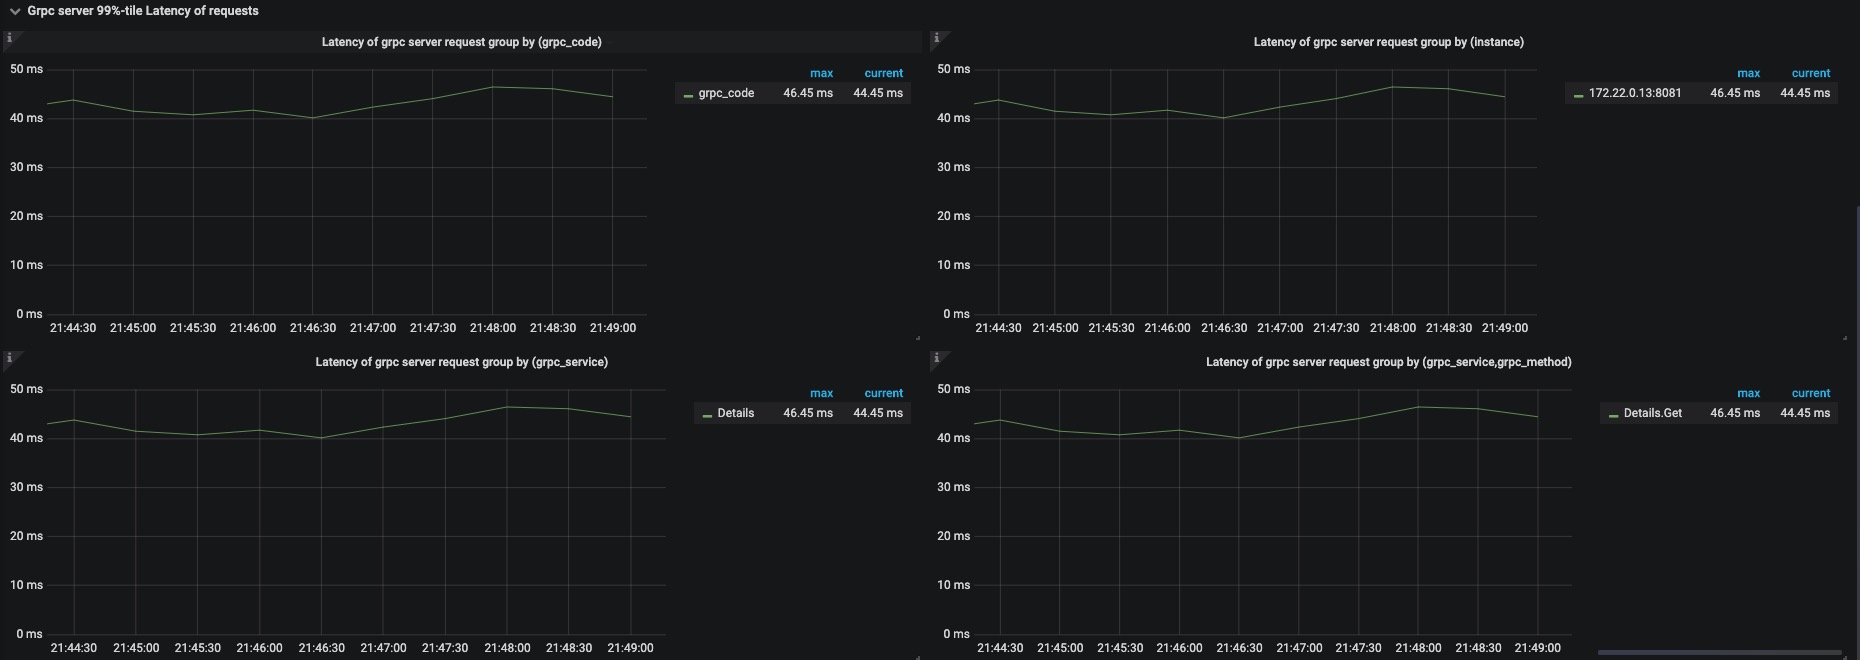 Grpc server 99%-tile Latency of requests
Latency of grpc server request group by (grpc_code)
50 ms
40 ms
30 ms
20 ms
10 ms
0 ms
21:44:30 21:45:00 21:45:30 21:46:00 21:46:30 21:47:00 21:47:30 21:48:00 21:48:30 21:49:00
max current
grpc_code 46.45 ms 44.45 ms
Latency of grpc server request group by (instance)
50 ms
40 ms
30 ms
20 ms
10 ms
0 ms
21:44:30 21:45:00 21:45:30 21:46:00 21:46:30 21:47:00 21:47:30 21:48:00 21:48:30 21:49:00
max current
172.22.0.13:8081 46.45 ms 44.45 ms
Latency of grpc server request group by (grpc_service)
50 ms
40 ms
30 ms
20 ms
10 ms
0 ms
21:44:30 21:45:00 21:45:30 21:46:00 21:46:30 21:47:00 21:47:30 21:48:00 21:48:30 21:49:00
max current
Details 46.45 ms 44.45 ms
Latency of grpc server request group by (grpc_service,grpc_method)
50 ms
40 ms
30 ms
20 ms
10 ms
0 ms
21:44:30 21:45:00 21:45:30 21:46:00 21:46:30 21:47:00 21:47:30 21:48:00 21:48:30 21:49:00
max current
Details.Get 46.45 ms 44.45 ms